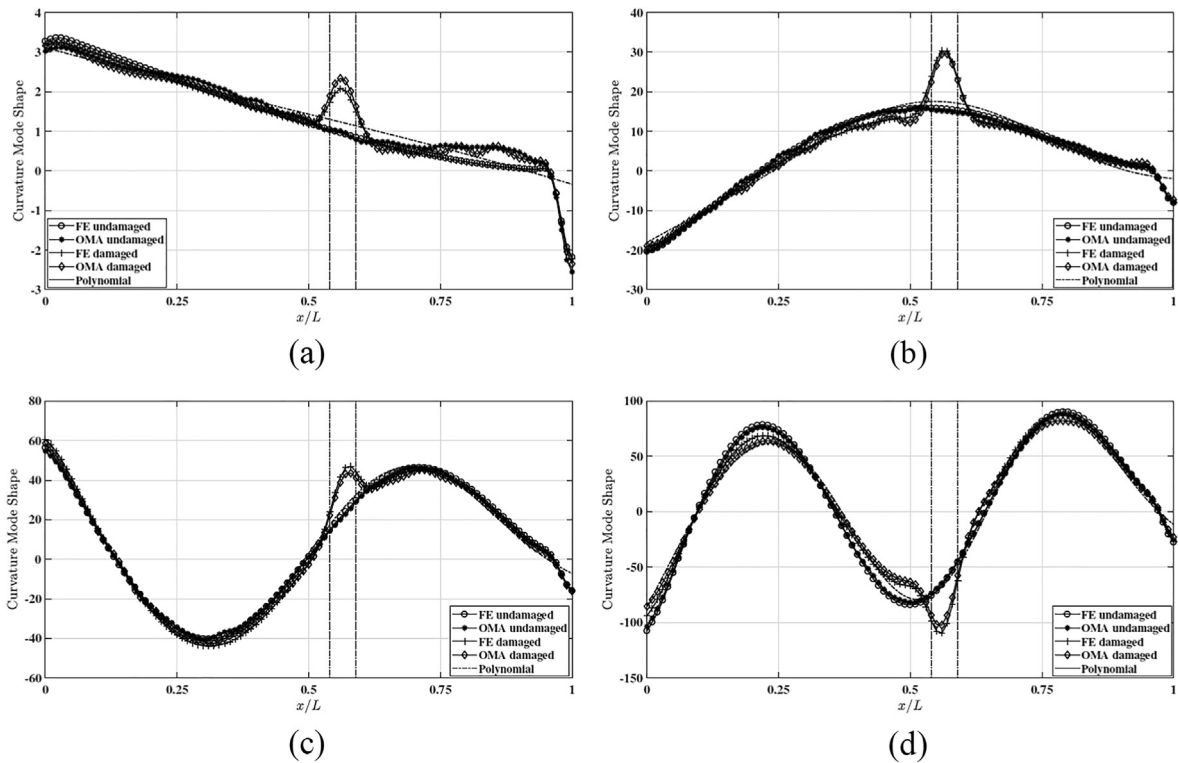 4
3
2
1
0
-1
-2
-3
Curvature Mode Shape
FE undamaged
OMA undamaged
FE damaged
OMA damaged
Polynomial
0 0.25 0.5 0.75 1
x/L
(a)
40
30
20
10
0
-10
-20
-30
Curvature Mode Shape
FE undamaged
OMA undamaged
FE damaged
OMA damaged
Polynomial
0 0.25 0.5 0.75 1
x/L
(b)
80
60
40
20
0
-20
-40
-60
Curvature Mode Shape
FE undamaged
OMA undamaged
FE damaged
OMA damaged
Polynomial
0 0.25 0.5 0.75 1
x/L
(c)
100
50
0
-50
-100
-150
Curvature Mode Shape
FE undamaged
OMA undamaged
FE damaged
OMA damaged
Polynomial
0 0.25 0.5 0.75 1
x/L
(d)